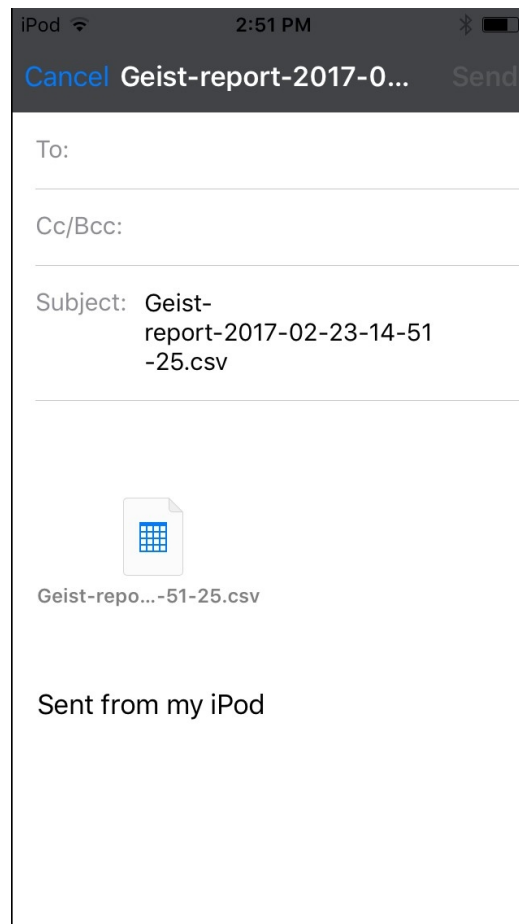 iPod 2:51 PM
Cancel Geist-report-2017-0... Send
To:
Cc/Bcc:
Subject: Geist-
report-2017-02-23-14-51
-25.csv
Geist-repo...-51-25.csv
Sent from my iPod